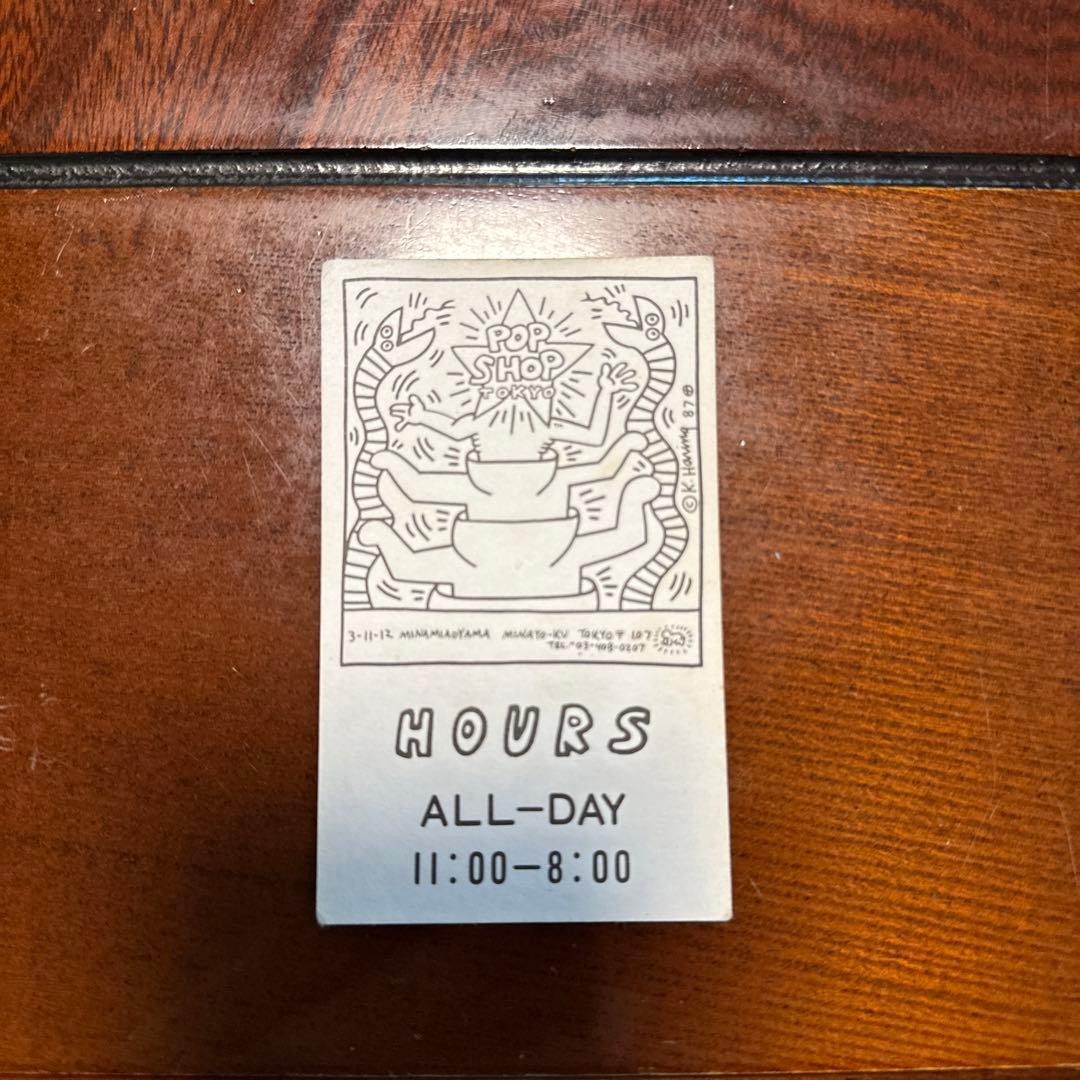 POP
SHOP
TOKYO
© K. Haring 87 ⊕
3-11-12 MINAMIAOYAMA MINATO-KU TOKYO〒107
TEL. 03-408-0207
HOURS
ALL-DAY
11:00-8:00